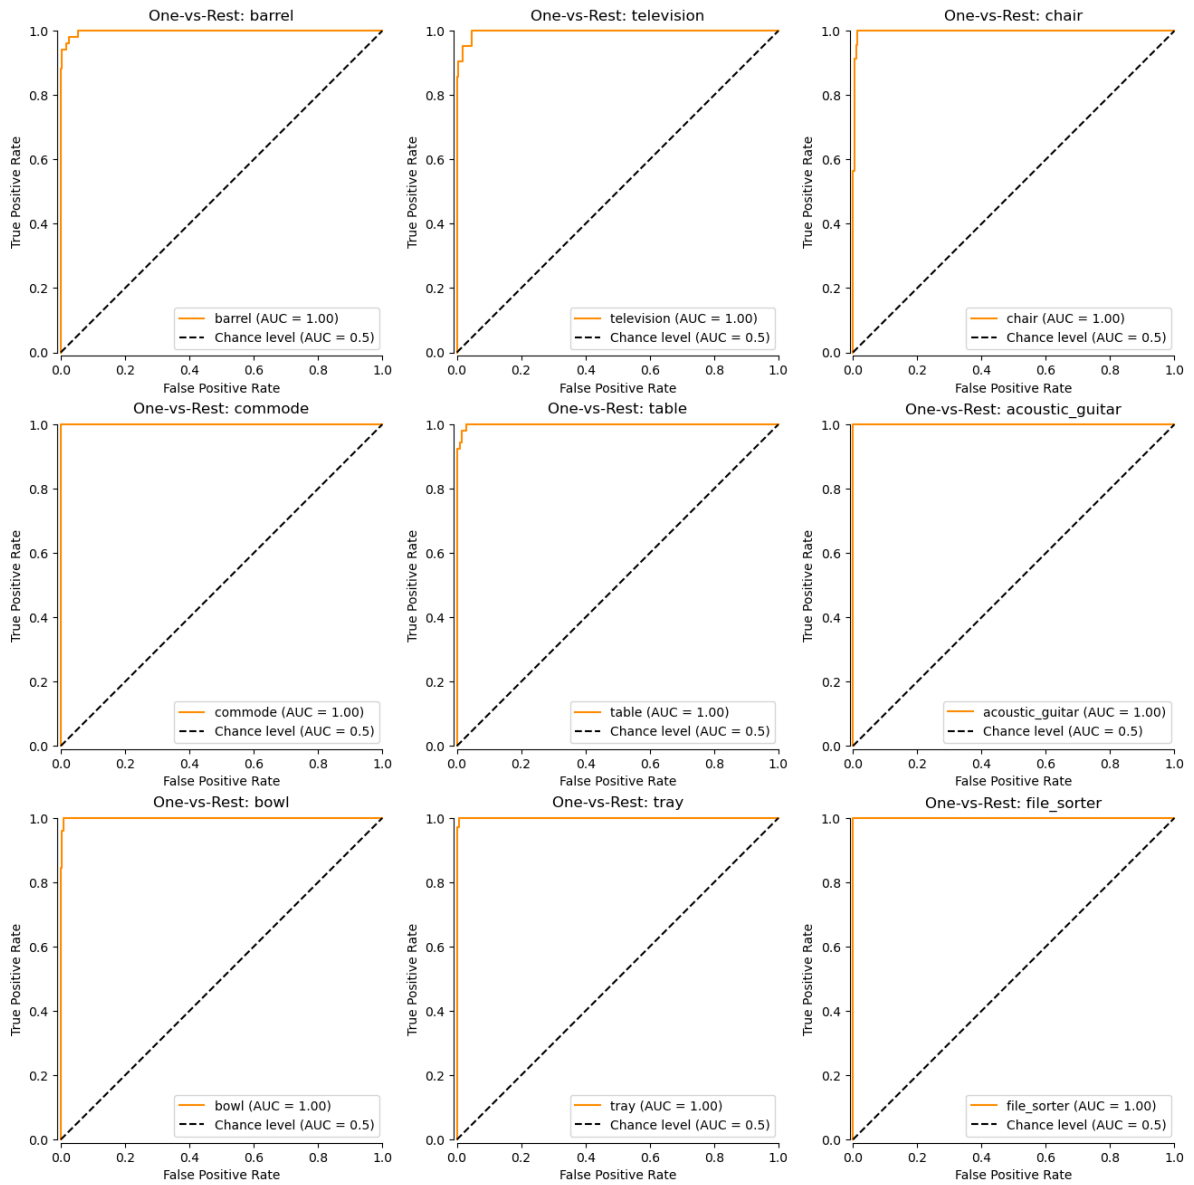 One-vs-Rest: barrel
1.0
0.8
0.6
0.4
0.2
0.0
True Positive Rate
barrel (AUC = 1.00)
Chance level (AUC = 0.5)
0.0 0.2 0.4 0.6 0.8 1.0
False Positive Rate
One-vs-Rest: television
1.0
0.8
0.6
0.4
0.2
0.0
True Positive Rate
television (AUC = 1.00)
Chance level (AUC = 0.5)
0.0 0.2 0.4 0.6 0.8 1.0
False Positive Rate
One-vs-Rest: chair
1.0
0.8
0.6
0.4
0.2
0.0
True Positive Rate
chair (AUC = 1.00)
Chance level (AUC = 0.5)
0.0 0.2 0.4 0.6 0.8 1.0
False Positive Rate
One-vs-Rest: commode
1.0
0.8
0.6
0.4
0.2
0.0
True Positive Rate
commode (AUC = 1.00)
Chance level (AUC = 0.5)
0.0 0.2 0.4 0.6 0.8 1.0
False Positive Rate
One-vs-Rest: table
1.0
0.8
0.6
0.4
0.2
0.0
True Positive Rate
table (AUC = 1.00)
Chance level (AUC = 0.5)
0.0 0.2 0.4 0.6 0.8 1.0
False Positive Rate
One-vs-Rest: acoustic_guitar
1.0
0.8
0.6
0.4
0.2
0.0
True Positive Rate
acoustic_guitar (AUC = 1.00)
Chance level (AUC = 0.5)
0.0 0.2 0.4 0.6 0.8 1.0
False Positive Rate
One-vs-Rest: bowl
1.0
0.8
0.6
0.4
0.2
0.0
True Positive Rate
bowl (AUC = 1.00)
Chance level (AUC = 0.5)
0.0 0.2 0.4 0.6 0.8 1.0
False Positive Rate
One-vs-Rest: tray
1.0
0.8
0.6
0.4
0.2
0.0
True Positive Rate
tray (AUC = 1.00)
Chance level (AUC = 0.5)
0.0 0.2 0.4 0.6 0.8 1.0
False Positive Rate
One-vs-Rest: file_sorter
1.0
0.8
0.6
0.4
0.2
0.0
True Positive Rate
file_sorter (AUC = 1.00)
Chance level (AUC = 0.5)
0.0 0.2 0.4 0.6 0.8 1.0
False Positive Rate